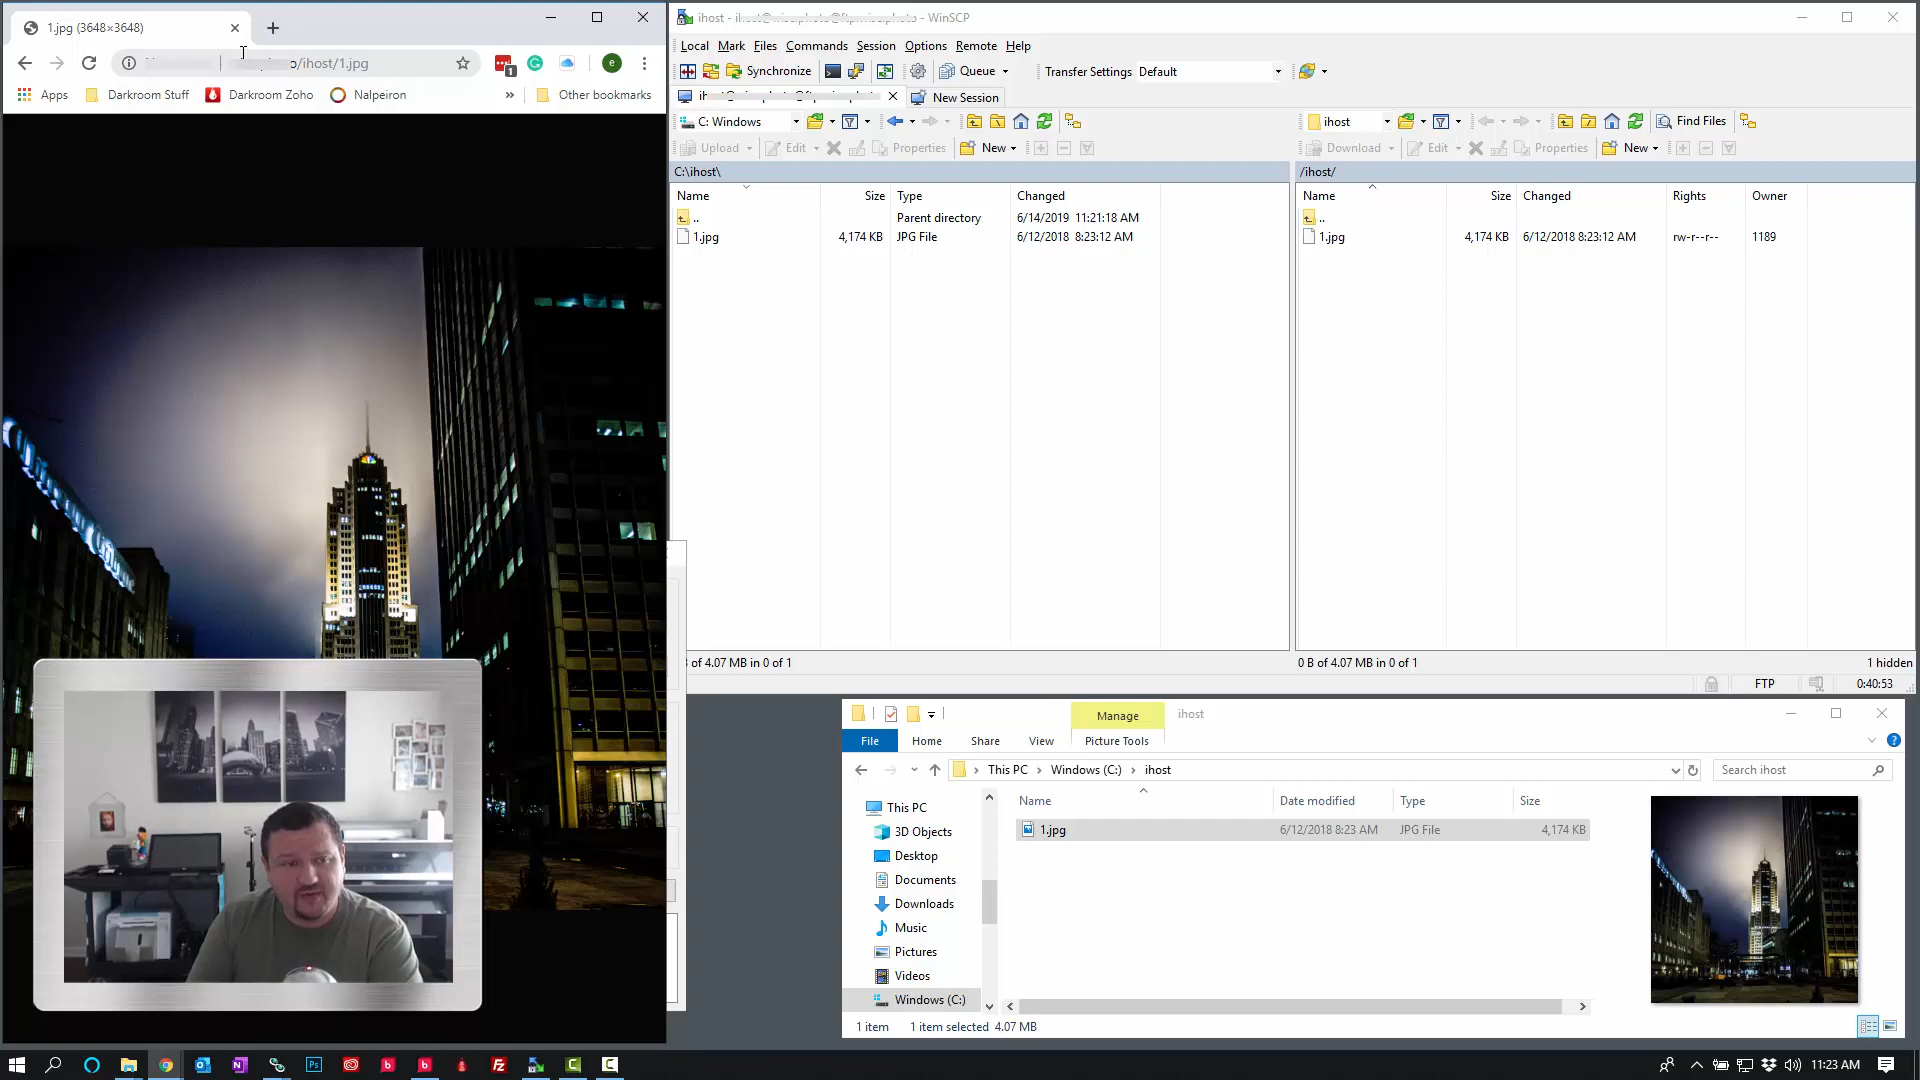 1.jpg (3648×3648)
/ihost/1.jpg
1
e
Apps
Darkroom Stuff
Darkroom Zoho
Nalpeiron
»
Other bookmarks
ihost -
- WinSCP
Local Mark Files Commands Session Options Remote Help
Synchronize
Queue
Transfer Settings Default
New Session
C: Windows
Upload
Edit
Properties
New
C:\ihost\
Name Size Type Changed
.. Parent directory 6/14/2019 11:21:18 AM
1.jpg 4,174 KB JPG File 6/12/2018 8:23:12 AM
of 4.07 MB in 0 of 1
ihost
Find Files
Download
Edit
Properties
New
/ihost/
Name Size Changed Rights Owner
..
1.jpg 4,174 KB 6/12/2018 8:23:12 AM rw-r--r-- 1189
0 B of 4.07 MB in 0 of 1
1 hidden
FTP
0:40:53
Manage
ihost
File Home Share View Picture Tools
This PC › Windows (C:) › ihost
Search ihost
This PC
3D Objects
Desktop
Documents
Downloads
Music
Pictures
Videos
Windows (C:)
Name Date modified Type Size
1.jpg 6/12/2018 8:23 AM JPG File 4,174 KB
1 item 1 item selected 4.07 MB
N
Ps
b
b
Fz
C
C
11:23 AM